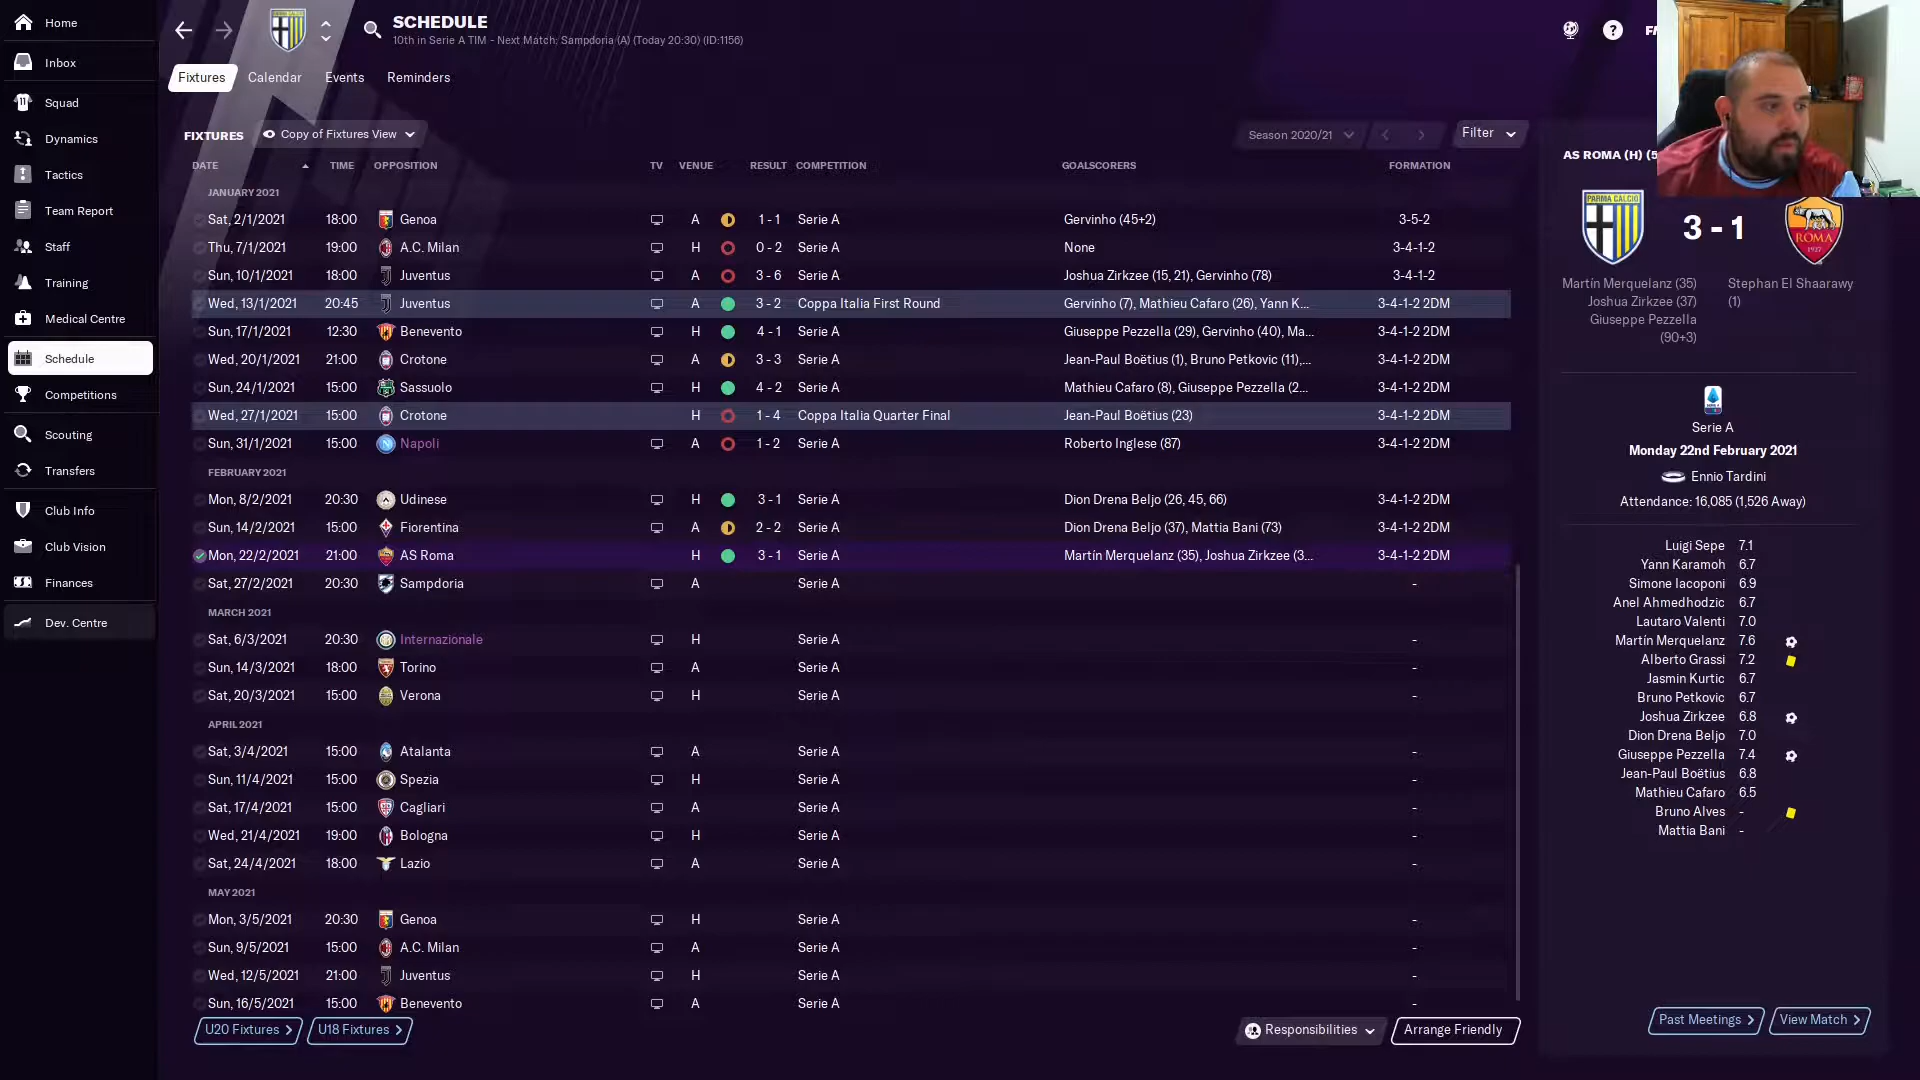 Home
SCHEDULE
10th in Serie A TIM - Next Match: Sampdoria (A) (Today 20:30) (ID:1156)
Inbox
Fixtures Calendar Events Reminders
Squad
Dynamics
Tactics
Team Report
Staff
Training
Medical Centre
Schedule
Competitions
Scouting
Transfers
Club Info
Club Vision
Finances
Dev. Centre
FIXTURES Copy of Fixtures View Season 2020/21 Filter
DATE TIME OPPOSITION TV VENUE RESULT COMPETITION GOALSCORERS FORMATION
JANUARY 2021
Sat, 2/1/2021 18:00 Genoa A 1 - 1 Serie A Gervinho (45+2) 3-5-2
Thu, 7/1/2021 19:00 A.C. Milan H 0 - 2 Serie A None 3-4-1-2
Sun, 10/1/2021 18:00 Juventus A 3 - 6 Serie A Joshua Zirkzee (15, 21), Gervinho (78) 3-4-1-2
Wed, 13/1/2021 20:45 Juventus A 3 - 2 Coppa Italia First Round Gervinho (7), Mathieu Cafaro (26), Yann K... 3-4-1-2 2DM
Sun, 17/1/2021 12:30 Benevento H 4 - 1 Serie A Giuseppe Pezzella (29), Gervinho (40), Ma... 3-4-1-2 2DM
Wed, 20/1/2021 21:00 Crotone A 3 - 3 Serie A Jean-Paul Boëtius (1), Bruno Petkovic (11),... 3-4-1-2 2DM
Sun, 24/1/2021 15:00 Sassuolo H 4 - 2 Serie A Mathieu Cafaro (8), Giuseppe Pezzella (2... 3-4-1-2 2DM
Wed, 27/1/2021 15:00 Crotone H 1 - 4 Coppa Italia Quarter Final Jean-Paul Boëtius (23) 3-4-1-2 2DM
Sun, 31/1/2021 15:00 Napoli A 1 - 2 Serie A Roberto Inglese (87) 3-4-1-2 2DM
FEBRUARY 2021
Mon, 8/2/2021 20:30 Udinese H 3 - 1 Serie A Dion Drena Beljo (26, 45, 66) 3-4-1-2 2DM
Sun, 14/2/2021 15:00 Fiorentina A 2 - 2 Serie A Dion Drena Beljo (37), Mattia Bani (73) 3-4-1-2 2DM
Mon, 22/2/2021 21:00 AS Roma H 3 - 1 Serie A Martín Merquelanz (35), Joshua Zirkzee (3... 3-4-1-2 2DM
Sat, 27/2/2021 20:30 Sampdoria A Serie A -
MARCH 2021
Sat, 6/3/2021 20:30 Internazionale H Serie A -
Sun, 14/3/2021 18:00 Torino A Serie A -
Sat, 20/3/2021 15:00 Verona H Serie A -
APRIL 2021
Sat, 3/4/2021 15:00 Atalanta A Serie A -
Sun, 11/4/2021 15:00 Spezia H Serie A -
Sat, 17/4/2021 15:00 Cagliari A Serie A -
Wed, 21/4/2021 19:00 Bologna H Serie A -
Sat, 24/4/2021 18:00 Lazio A Serie A -
MAY 2021
Mon, 3/5/2021 20:30 Genoa H Serie A -
Sun, 9/5/2021 15:00 A.C. Milan A Serie A -
Wed, 12/5/2021 21:00 Juventus H Serie A -
Sun, 16/5/2021 15:00 Benevento A Serie A -
U20 Fixtures U18 Fixtures Responsibilities Arrange Friendly
AS ROMA (H) (5
PARMA CALCIO
3 - 1
ROMA
1927
Martín Merquelanz (35) Stephan El Shaarawy
Joshua Zirkzee (37) (1)
Giuseppe Pezzella
(90+3)
Serie A
Monday 22nd February 2021
Ennio Tardini
Attendance: 16,085 (1,526 Away)
Luigi Sepe 7.1
Yann Karamoh 6.7
Simone Iacoponi 6.9
Anel Ahmedhodzic 6.7
Lautaro Valenti 7.0
Martín Merquelanz 7.6
Alberto Grassi 7.2
Jasmin Kurtic 6.7
Bruno Petkovic 6.7
Joshua Zirkzee 6.8
Dion Drena Beljo 7.0
Giuseppe Pezzella 7.4
Jean-Paul Boëtius 6.8
Mathieu Cafaro 6.5
Bruno Alves -
Mattia Bani -
Past Meetings View Match